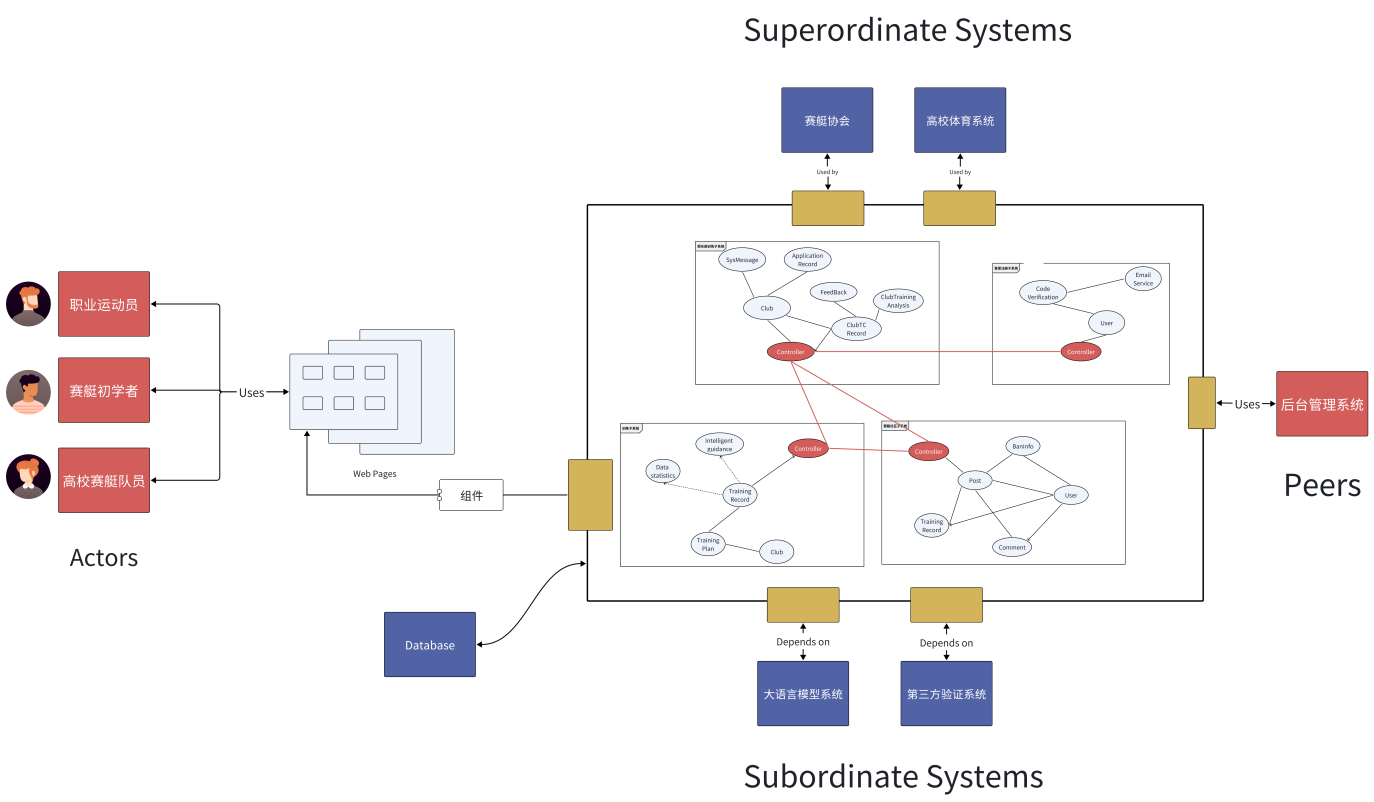 Superordinate Systems
赛艇协会
高校体育系统
Used by
Used by
SysMessage
Application
Record
FeedBack
ClubTraining
Analysis
Club
ClubTC
Record
Controller
Email
Service
Code
Verification
User
Controller
职业运动员
赛艇初学者
高校赛艇队员
Actors
Uses
Web Pages
组件
Database
训练子系统
Intelligent
guidance
Data
statistics
Controller
Training
Record
Training
Plan
Club
Controller
BanInfo
Post
User
Training
Record
Comment
Uses
后台管理系统
Peers
Depends on
Depends on
大语言模型系统
第三方验证系统
Subordinate Systems